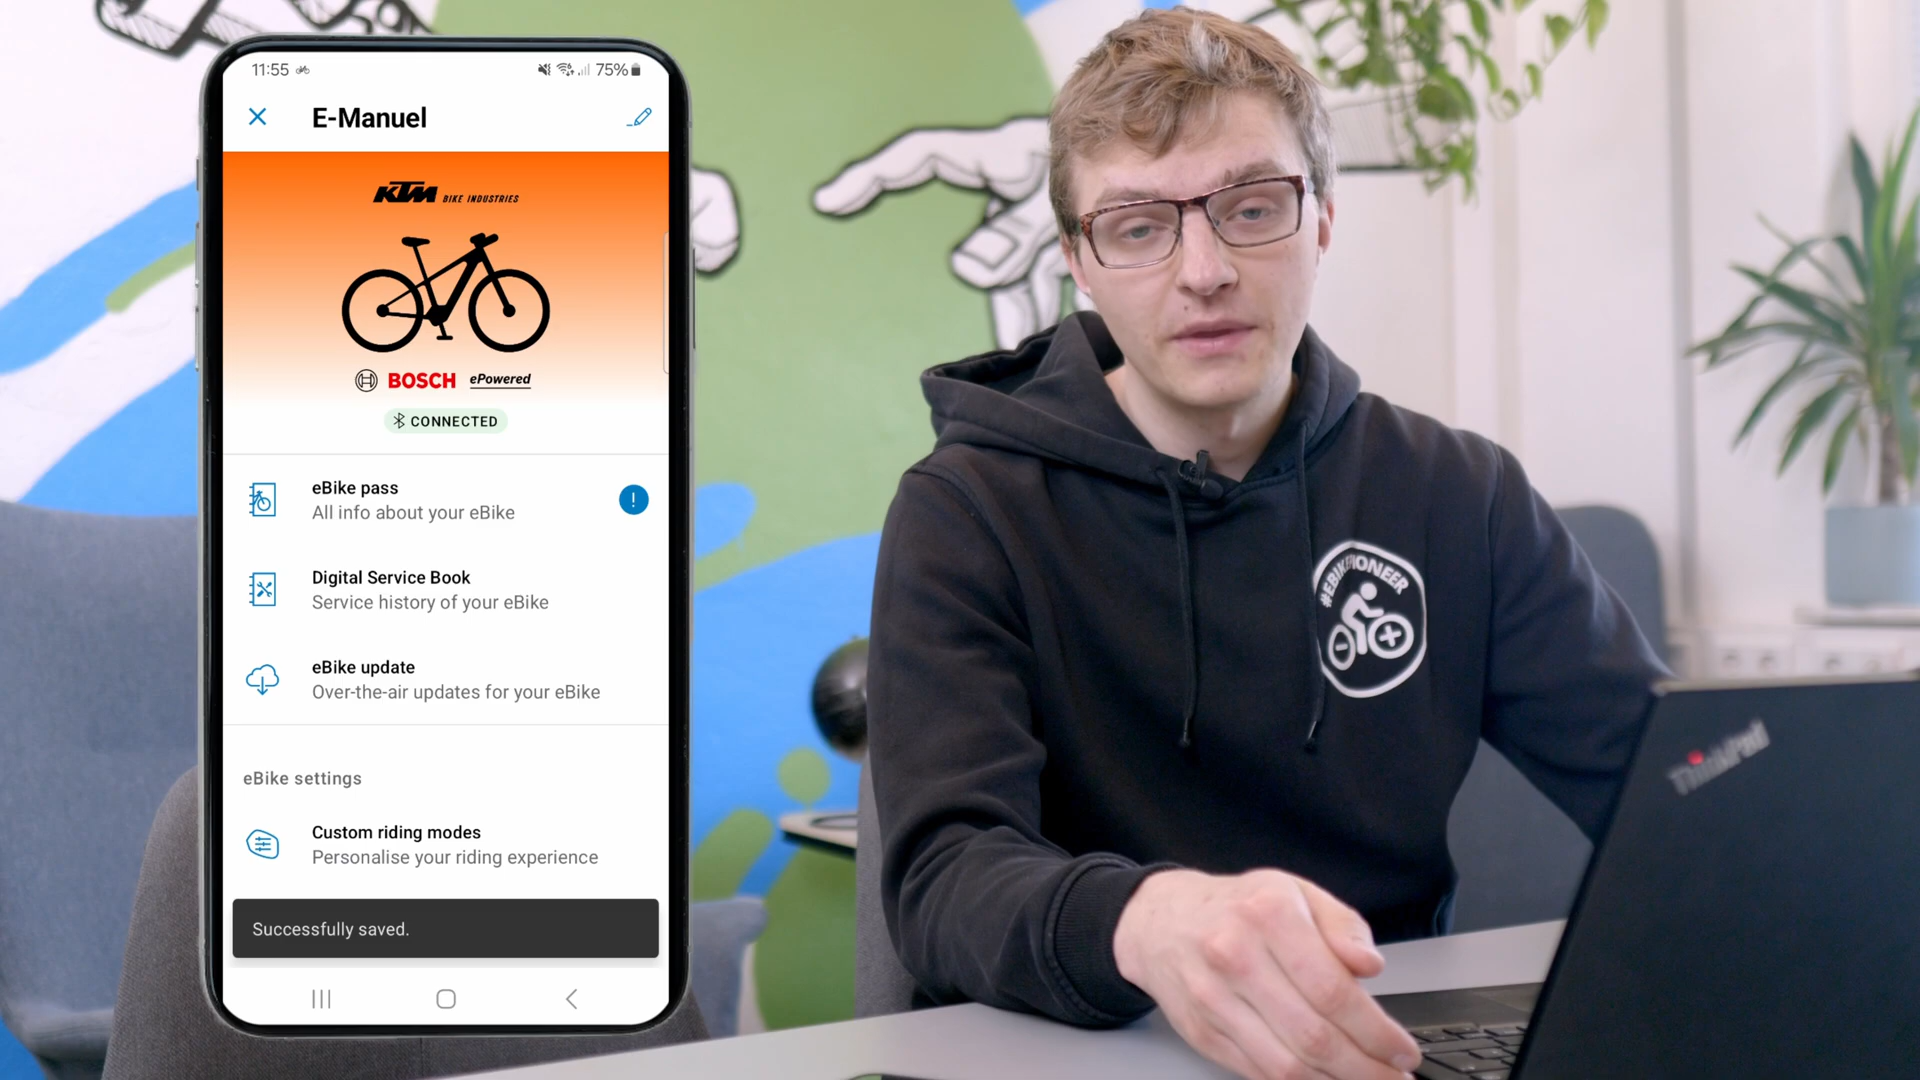 11:55
75%
E-Manuel
KTM BIKE INDUSTRIES
BOSCH ePowered
CONNECTED
eBike pass
All info about your eBike
!
Digital Service Book
Service history of your eBike
eBike update
Over-the-air updates for your eBike
eBike settings
Custom riding modes
Personalise your riding experience
Successfully saved.
#EBIKEPIONEER
ThinkPad